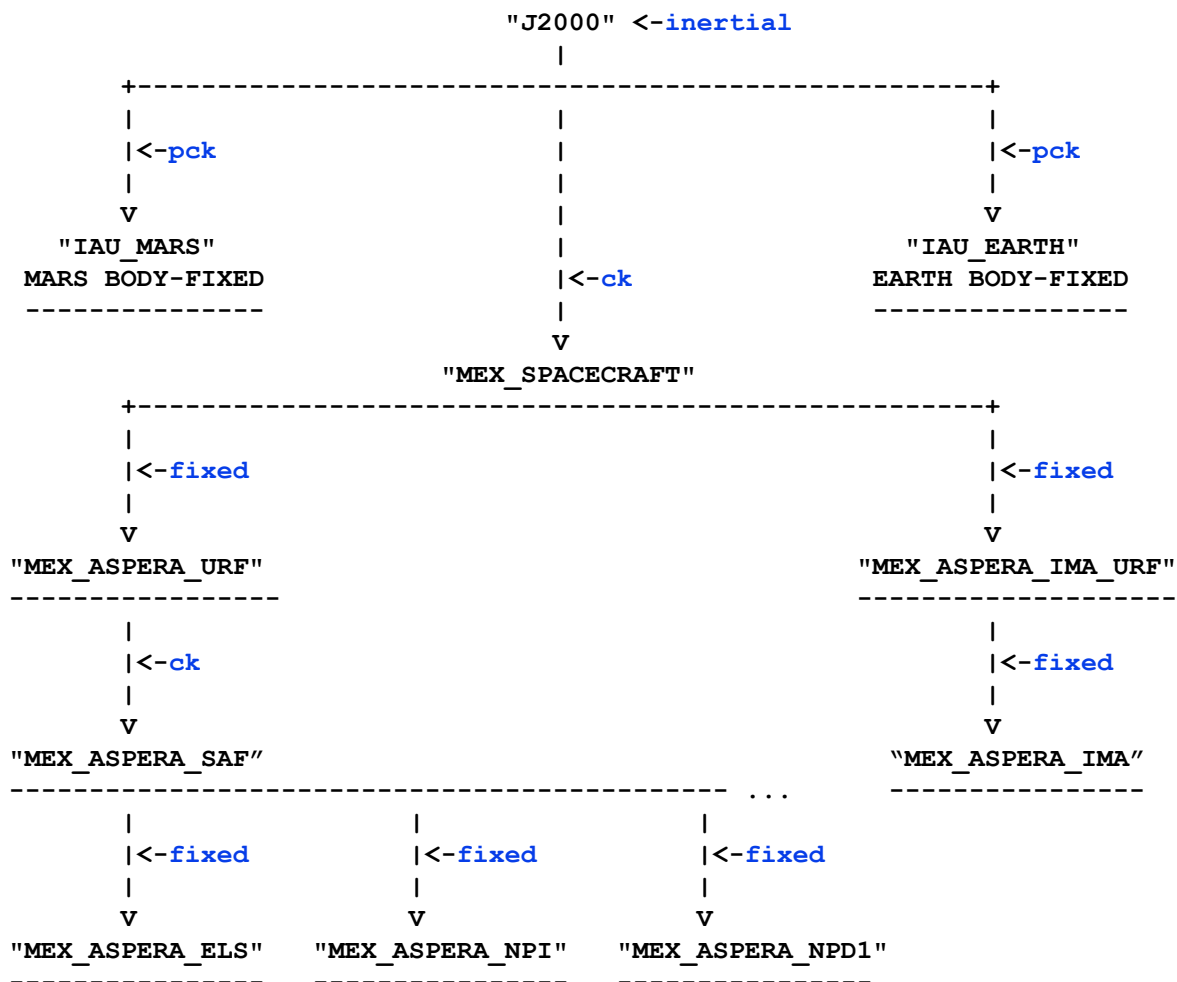 "J2000" <-inertial
|
+-----------------------------------------------------+
| | |
|<-pck | |<-pck
| | |
V | V
"IAU_MARS" | "IAU_EARTH"
MARS BODY-FIXED |<-ck EARTH BODY-FIXED
--------------- | ----------------
V
"MEX_SPACECRAFT"
+-----------------------------------------------------+
| |
|<-fixed |<-fixed
| |
V V
"MEX_ASPERA_URF" "MEX_ASPERA_IMA_URF"
----------------- --------------------
| |
|<-ck |<-fixed
| |
V V
"MEX_ASPERA_SAF” “MEX_ASPERA_IMA”
--------------------------------------------- ... ----------------
| | |
|<-fixed |<-fixed |<-fixed
| | |
V V V
"MEX_ASPERA_ELS" "MEX_ASPERA_NPI" "MEX_ASPERA_NPD1"
---------------- ---------------- ----------------